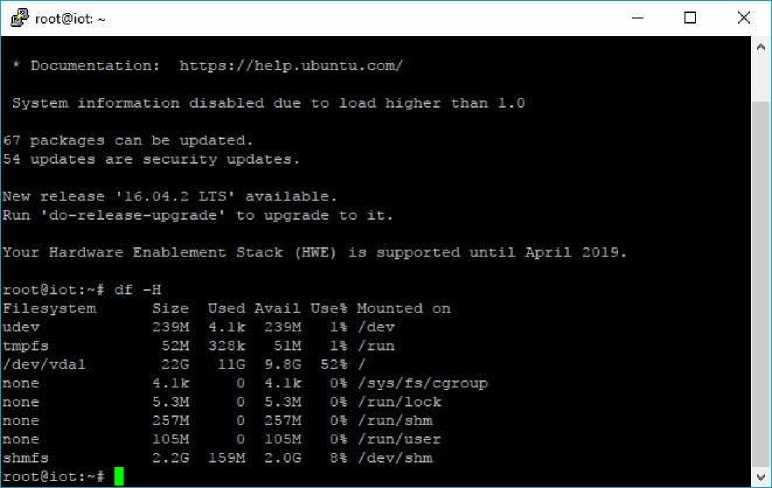 root@iot: ~
* Documentation:  https://help.ubuntu.com/
System information disabled due to load higher than 1.0
67 packages can be updated.
54 updates are security updates.
New release '16.04.2 LTS' available.
Run 'do-release-upgrade' to upgrade to it.
Your Hardware Enablement Stack (HWE) is supported until April 2019.
root@iot:~# df -H
Filesystem      Size  Used Avail Use% Mounted on
udev            239M  4.1k  239M   1% /dev
tmpfs            52M  328k   51M   1% /run
/dev/vda1        22G   11G  9.8G  52% /
none            4.1k     0  4.1k   0% /sys/fs/cgroup
none            5.3M     0  5.3M   0% /run/lock
none            257M     0  257M   0% /run/shm
none            105M     0  105M   0% /run/user
shmfs           2.2G  159M  2.0G   8% /dev/shm
root@iot:~#